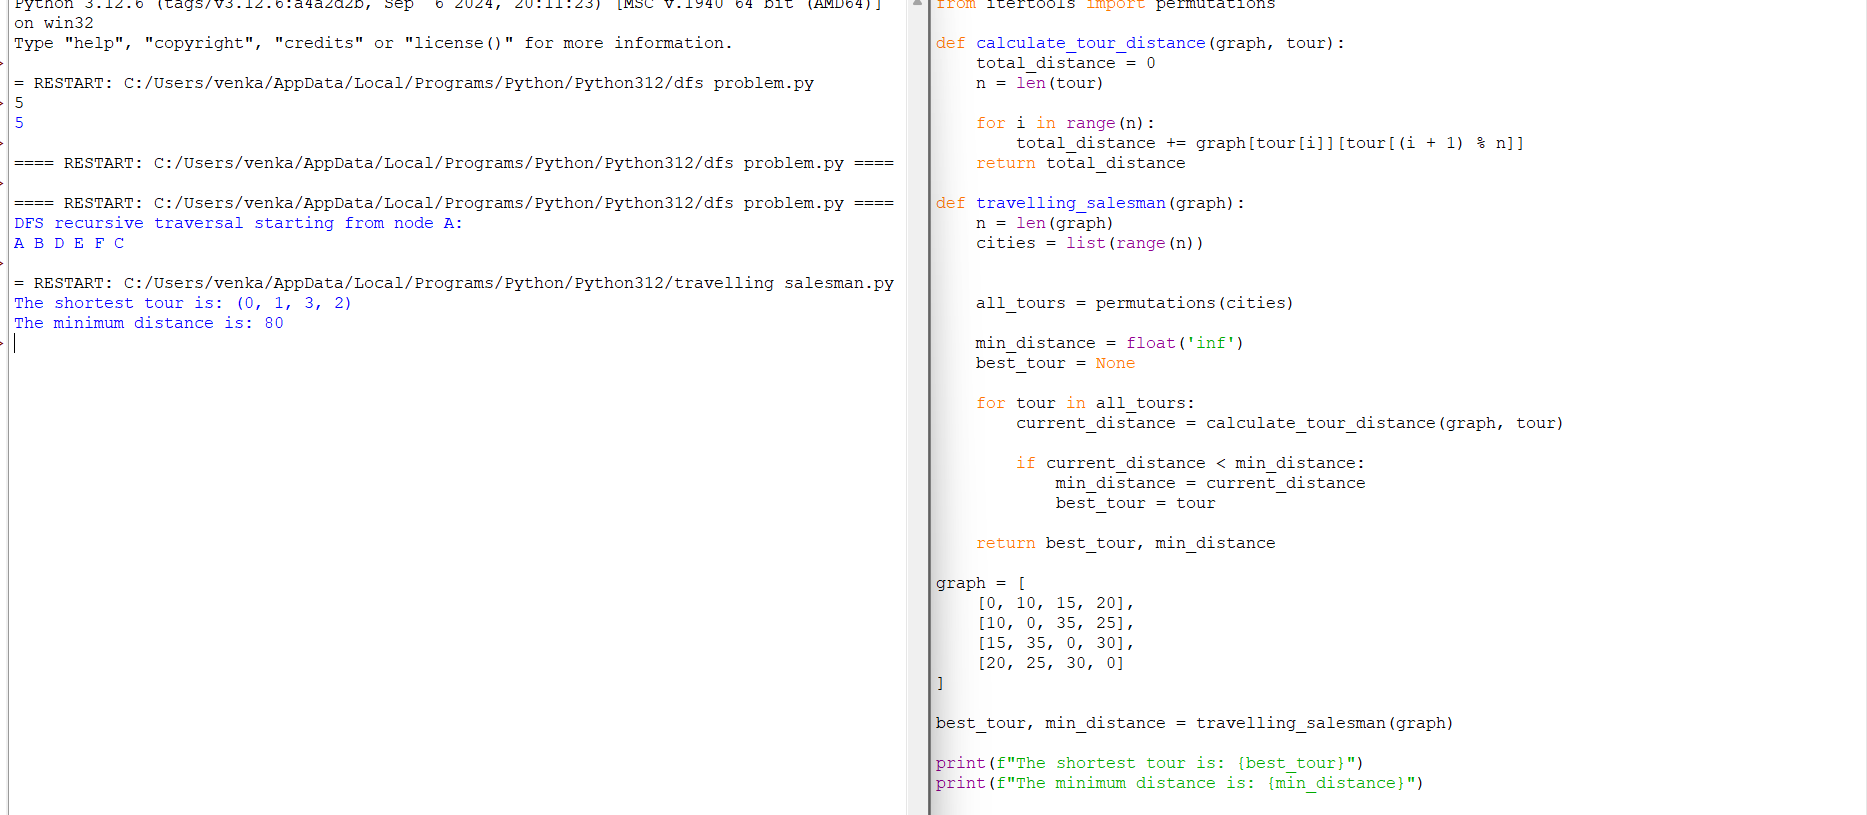 Python 3.12.6 (tags/v3.12.6:a4a2d2b, Sep  6 2024, 20:11:23) [MSC v.1940 64 bit (AMD64)]
on win32
Type "help", "copyright", "credits" or "license()" for more information.
= RESTART: C:/Users/venka/AppData/Local/Programs/Python/Python312/dfs problem.py
5
5
==== RESTART: C:/Users/venka/AppData/Local/Programs/Python/Python312/dfs problem.py ====
==== RESTART: C:/Users/venka/AppData/Local/Programs/Python/Python312/dfs problem.py ====
DFS recursive traversal starting from node A:
A B D E F C
= RESTART: C:/Users/venka/AppData/Local/Programs/Python/Python312/travelling salesman.py
The shortest tour is: (0, 1, 3, 2)
The minimum distance is: 80
from itertools import permutations
def calculate_tour_distance(graph, tour):
    total_distance = 0
    n = len(tour)
    for i in range(n):
        total_distance += graph[tour[i]][tour[(i + 1) % n]]
    return total_distance
def travelling_salesman(graph):
    n = len(graph)
    cities = list(range(n))
    all_tours = permutations(cities)
    min_distance = float('inf')
    best_tour = None
    for tour in all_tours:
        current_distance = calculate_tour_distance(graph, tour)
        if current_distance < min_distance:
            min_distance = current_distance
            best_tour = tour
    return best_tour, min_distance
graph = [
    [0, 10, 15, 20],
    [10, 0, 35, 25],
    [15, 35, 0, 30],
    [20, 25, 30, 0]
]
best_tour, min_distance = travelling_salesman(graph)
print(f"The shortest tour is: {best_tour}")
print(f"The minimum distance is: {min_distance}")